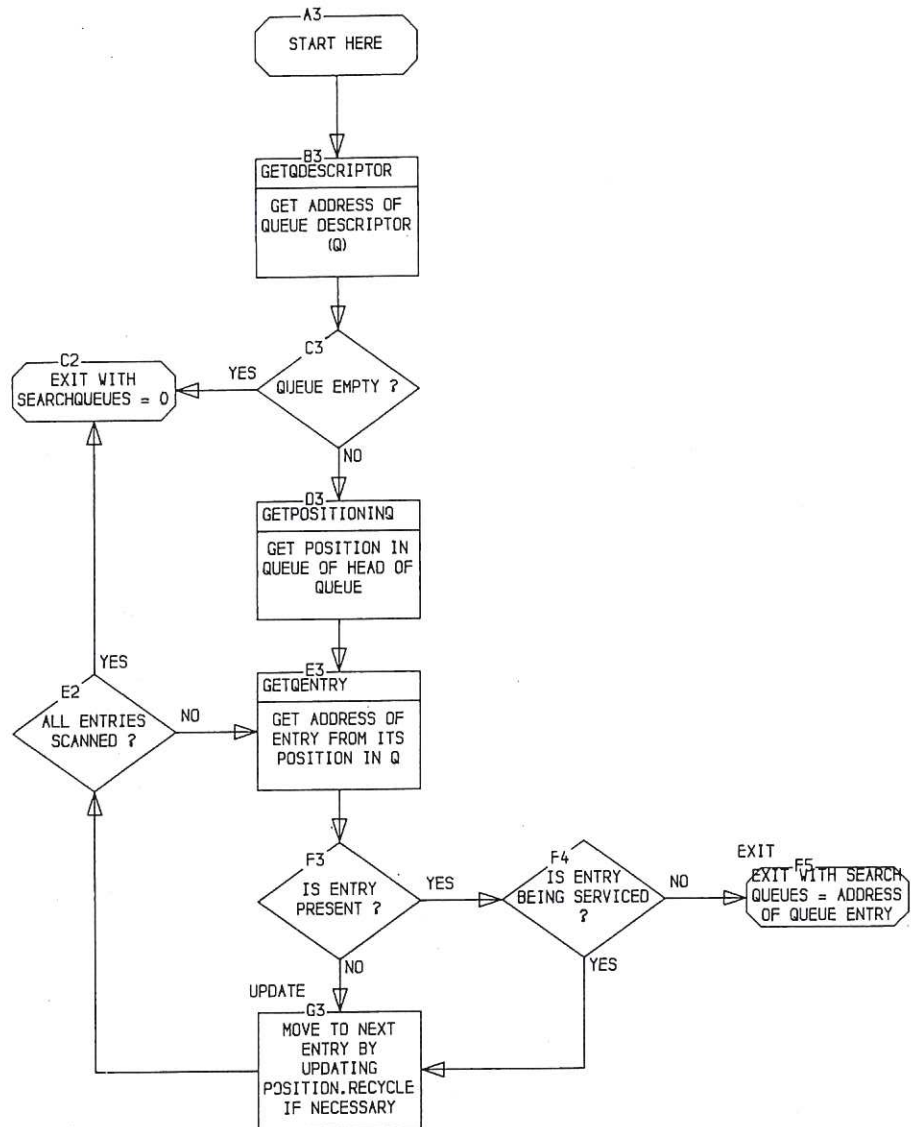 A3
START HERE
B3
GETQDESCRIPTOR
GET ADDRESS OF
QUEUE DESCRIPTOR
(Q)
C3
QUEUE EMPTY ?
YES
NO
C2
EXIT WITH
SEARCHQUEUES = 0
D3
GETPOSITIONINQ
GET POSITION IN
QUEUE OF HEAD OF
QUEUE
E3
GETQENTRY
GET ADDRESS OF
ENTRY FROM ITS
POSITION IN Q
YES
E2
ALL ENTRIES
SCANNED ?
NO
F3
IS ENTRY
PRESENT ?
YES
NO
F4
IS ENTRY
BEING SERVICED
?
NO
YES
EXIT
F5
EXIT WITH SEARCH
QUEUES = ADDRESS
OF QUEUE ENTRY
UPDATE
G3
MOVE TO NEXT
ENTRY BY
UPDATING
POSITION.RECYCLE
IF NECESSARY